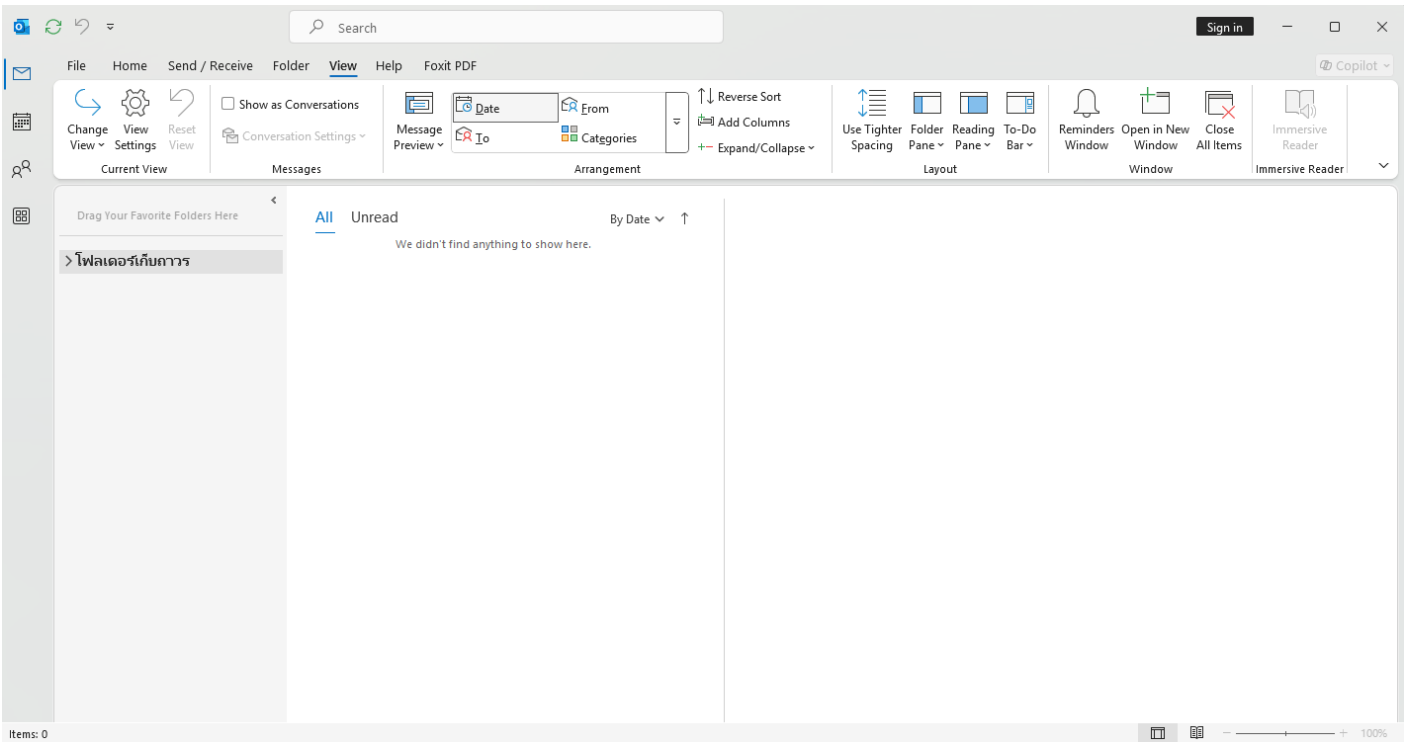 Search
Sign in
File Home Send / Receive Folder View Help Foxit PDF
Copilot
Change View
View Settings
Reset View
Current View
Show as Conversations
Conversation Settings
Messages
Message Preview
Date
From
To
Categories
Arrangement
Reverse Sort
Add Columns
Expand/Collapse
Use Tighter Spacing
Folder Pane
Reading Pane
To-Do Bar
Layout
Reminders Window
Open in New Window
Close All Items
Window
Immersive Reader
Immersive Reader
Drag Your Favorite Folders Here
โฟลเดอร์เก็บถาวร
All Unread By Date
We didn't find anything to show here.
Items: 0
100%